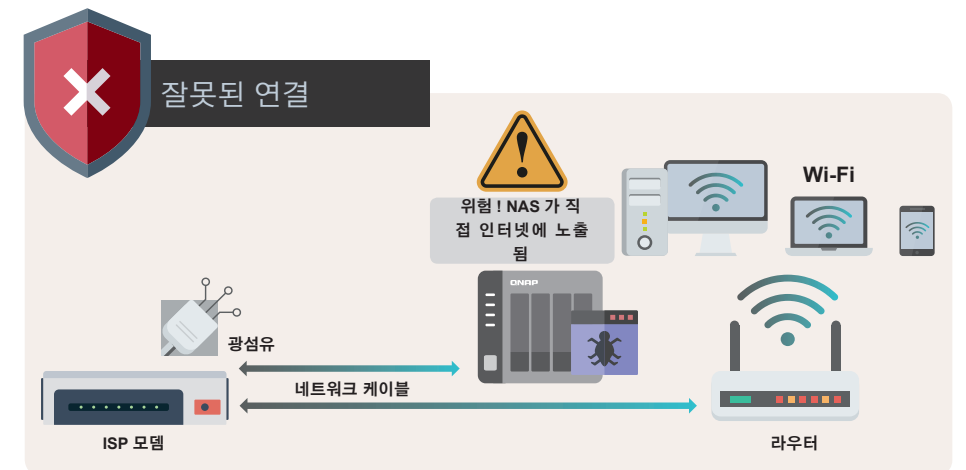 잘못된 연결
Wi-Fi
위험 ! NAS 가 직
접 인터넷에 노출
됨
QNAP
광섬유
네트워크 케이블
ISP 모뎀
라우터